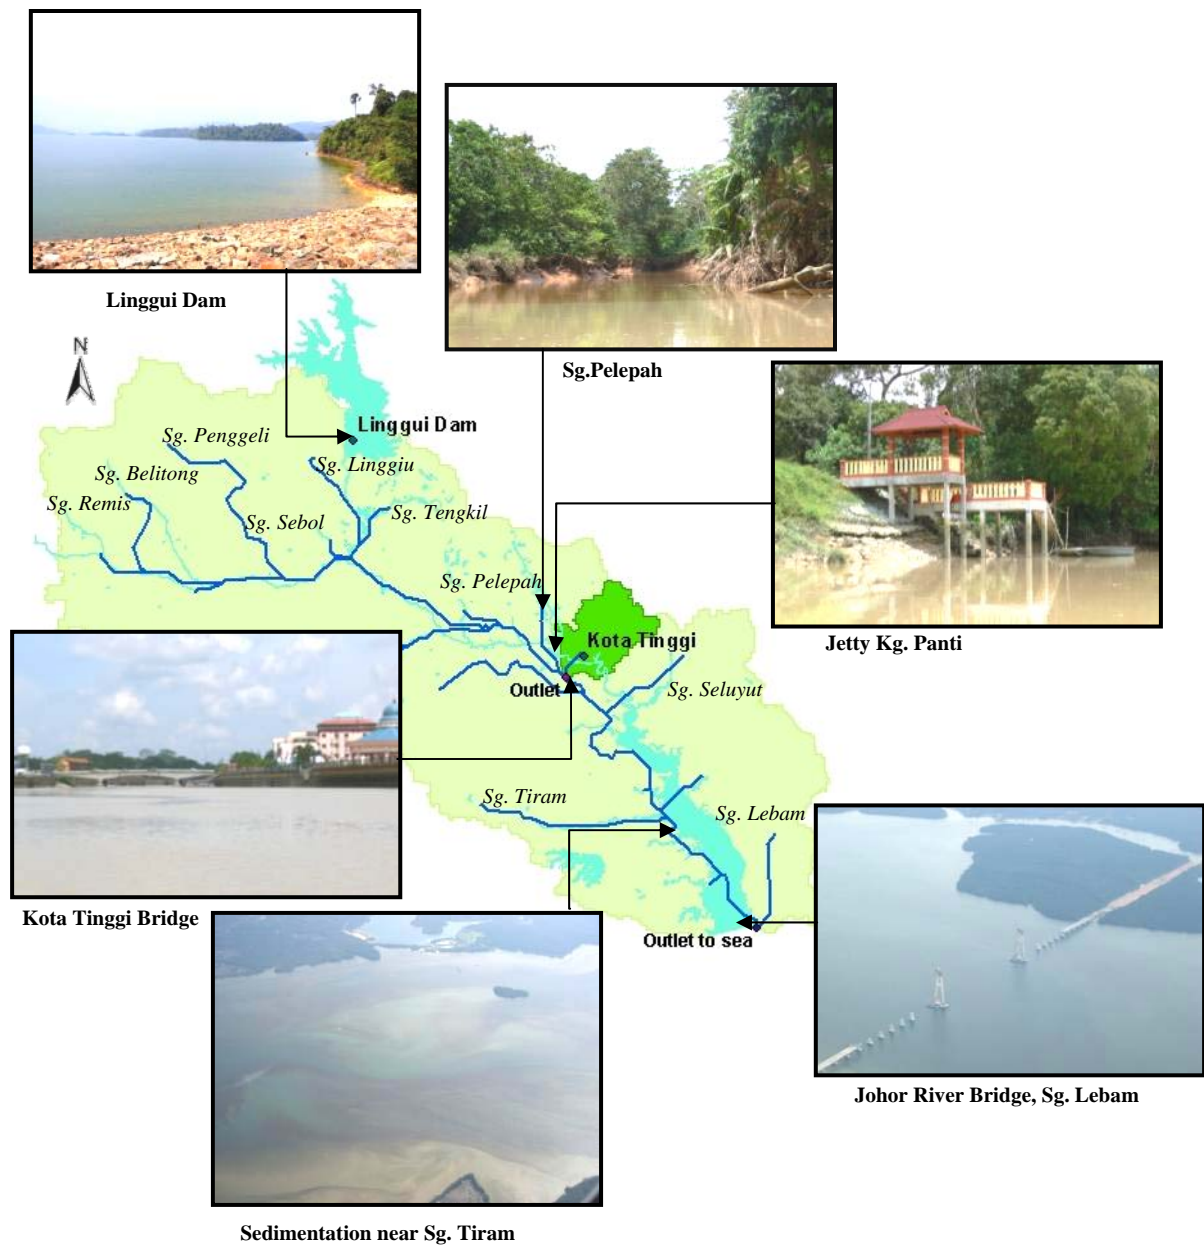 Linggui Dam
Sg.Pelepah
N
Linggui Dam
Sg. Penggeli
Sg. Linggiu
Sg. Belitong
Sg. Remis
Sg. Sebol
Sg. Tengkil
Sg. Pelepah
Kota Tinggi
Jetty Kg. Panti
Outlet
Sg. Seluyut
Sg. Tiram
Sg. Lebam
Kota Tinggi Bridge
Outlet to sea
Johor River Bridge, Sg. Lebam
Sedimentation near Sg. Tiram